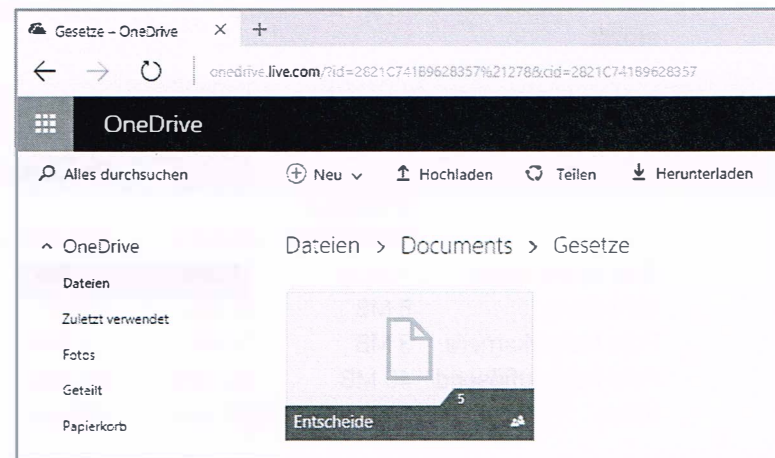 Gesetze – OneDrive
onedrive.live.com/?id=2821C741B9628357%21278&cid=2821C741B9628357
OneDrive
Alles durchsuchen
Neu Hochladen Teilen Herunterladen
OneDrive
Dateien > Documents > Gesetze
Dateien
Zuletzt verwendet
Fotos
Geteilt
Papierkorb
5
Entscheide